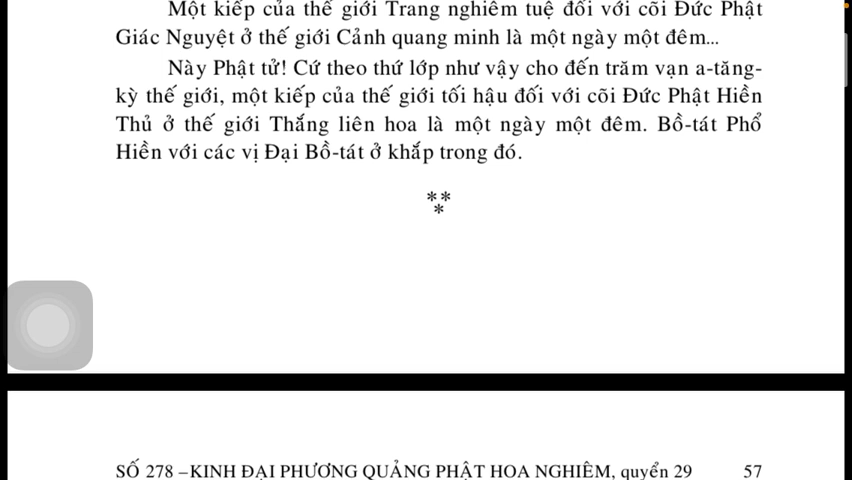 Một kiếp của thế giới Trang nghiêm tuệ đối với cõi Đức Phật
Giác Nguyệt ở thế giới Cảnh quang minh là một ngày một đêm...
Này Phật tử! Cứ theo thứ lớp như vậy cho đến trăm vạn a-tăng-
kỳ thế giới, một kiếp của thế giới tối hậu đối với cõi Đức Phật Hiền
Thủ ở thế giới Thắng liên hoa là một ngày một đêm. Bồ-tát Phổ
Hiền với các vị Đại Bồ-tát ở khắp trong đó.
**
*
SỐ 278 –KINH ĐẠI PHƯƠNG QUẢNG PHẬT HOA NGHIÊM, quyển 29 57